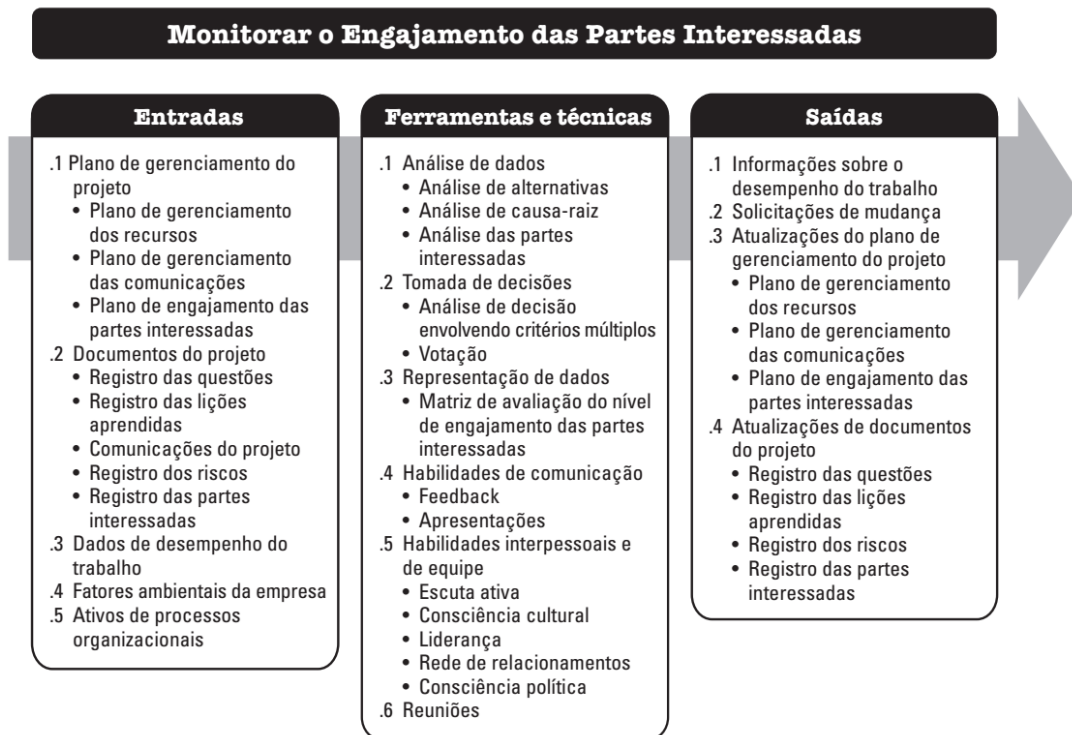 Monitorar o Engajamento das Partes Interessadas
Entradas
.1 Plano de gerenciamento do
projeto
• Plano de gerenciamento
dos recursos
• Plano de gerenciamento
das comunicações
• Plano de engajamento das
partes interessadas
.2 Documentos do projeto
• Registro das questões
• Registro das lições
aprendidas
• Comunicações do projeto
• Registro dos riscos
• Registro das partes
interessadas
.3 Dados de desempenho do
trabalho
.4 Fatores ambientais da empresa
.5 Ativos de processos
organizacionais
Ferramentas e técnicas
.1 Análise de dados
• Análise de alternativas
• Análise de causa-raiz
• Análise das partes
interessadas
.2 Tomada de decisões
• Análise de decisão
envolvendo critérios múltiplos
• Votação
.3 Representação de dados
• Matriz de avaliação do nível
de engajamento das partes
interessadas
.4 Habilidades de comunicação
• Feedback
• Apresentações
.5 Habilidades interpessoais e
de equipe
• Escuta ativa
• Consciência cultural
• Liderança
• Rede de relacionamentos
• Consciência política
.6 Reuniões
Saídas
.1 Informações sobre o
desempenho do trabalho
.2 Solicitações de mudança
.3 Atualizações do plano de
gerenciamento do projeto
• Plano de gerenciamento
dos recursos
• Plano de gerenciamento
das comunicações
• Plano de engajamento das
partes interessadas
.4 Atualizações de documentos
do projeto
• Registro das questões
• Registro das lições
aprendidas
• Registro dos riscos
• Registro das partes
interessadas